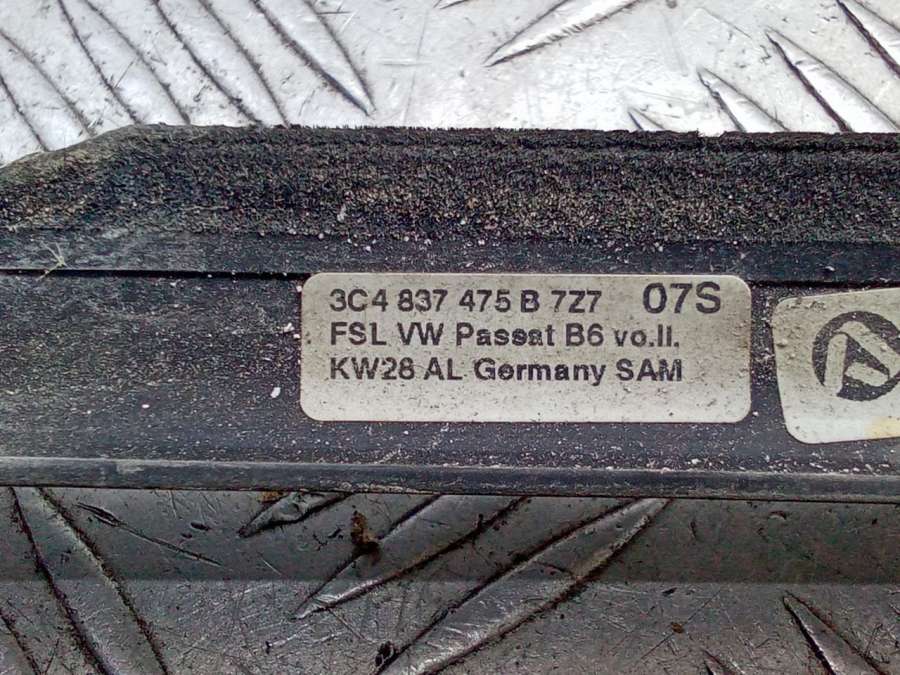 3C4 837 475 B 7Z7 07S
FSL VW Passat B6 vo.li.
KW28 AL Germany SAM